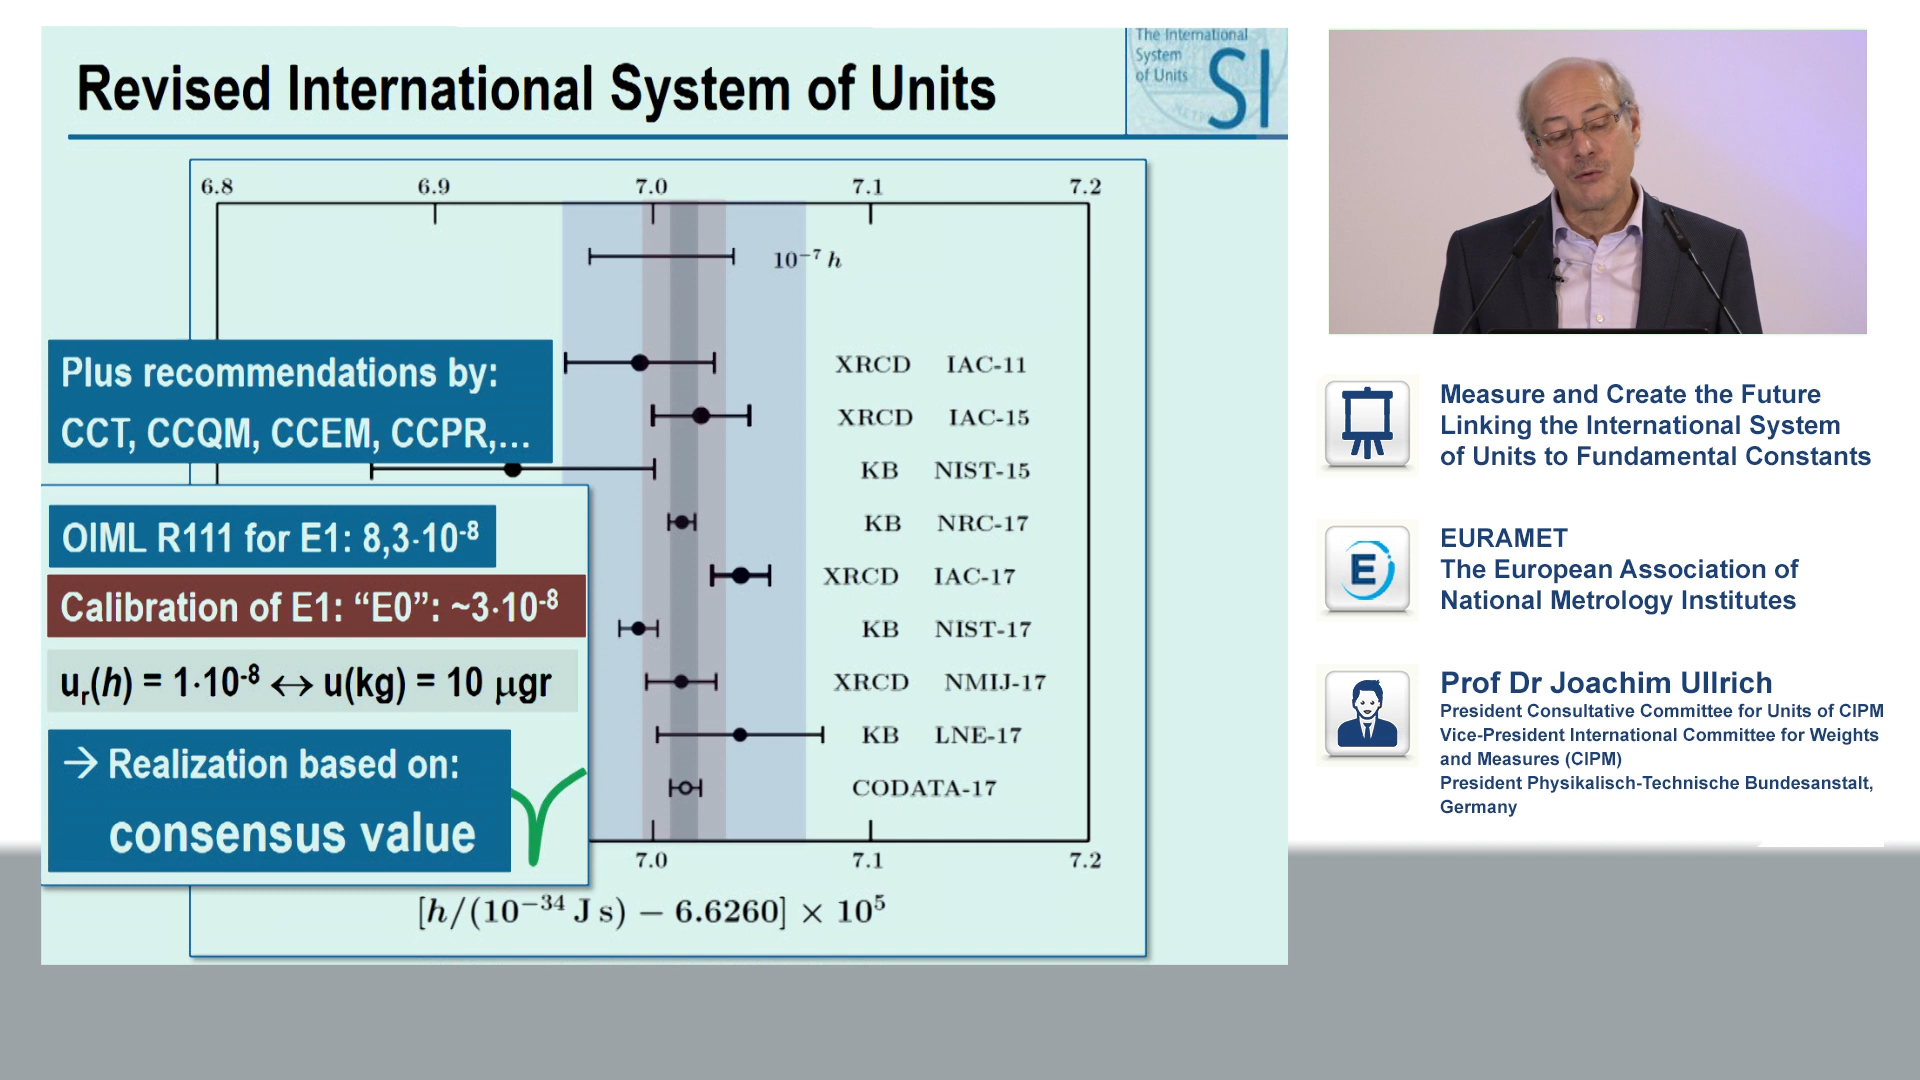 Revised International System of Units
The International
System
of Units
SI
6.8 6.9 7.0 7.1 7.2
10⁻⁷ h
Plus recommendations by:
CCT, CCQM, CCEM, CCPR,...
XRCD IAC-11
XRCD IAC-15
KB NIST-15
KB NRC-17
XRCD IAC-17
KB NIST-17
XRCD NMIJ-17
KB LNE-17
CODATA-17
OIML R111 for E1: 8,3·10⁻⁸
Calibration of E1: “E0”: ~3·10⁻⁸
uᵣ(h) = 1·10⁻⁸ ↔ u(kg) = 10 µgr
→ Realization based on:
consensus value
7.0 7.1 7.2
[h/(10⁻³⁴ J s) − 6.6260] × 10⁵
Measure and Create the Future
Linking the International System
of Units to Fundamental Constants
E
EURAMET
The European Association of
National Metrology Institutes
Prof Dr Joachim Ullrich
President Consultative Committee for Units of CIPM
Vice-President International Committee for Weights
and Measures (CIPM)
President Physikalisch-Technische Bundesanstalt,
Germany